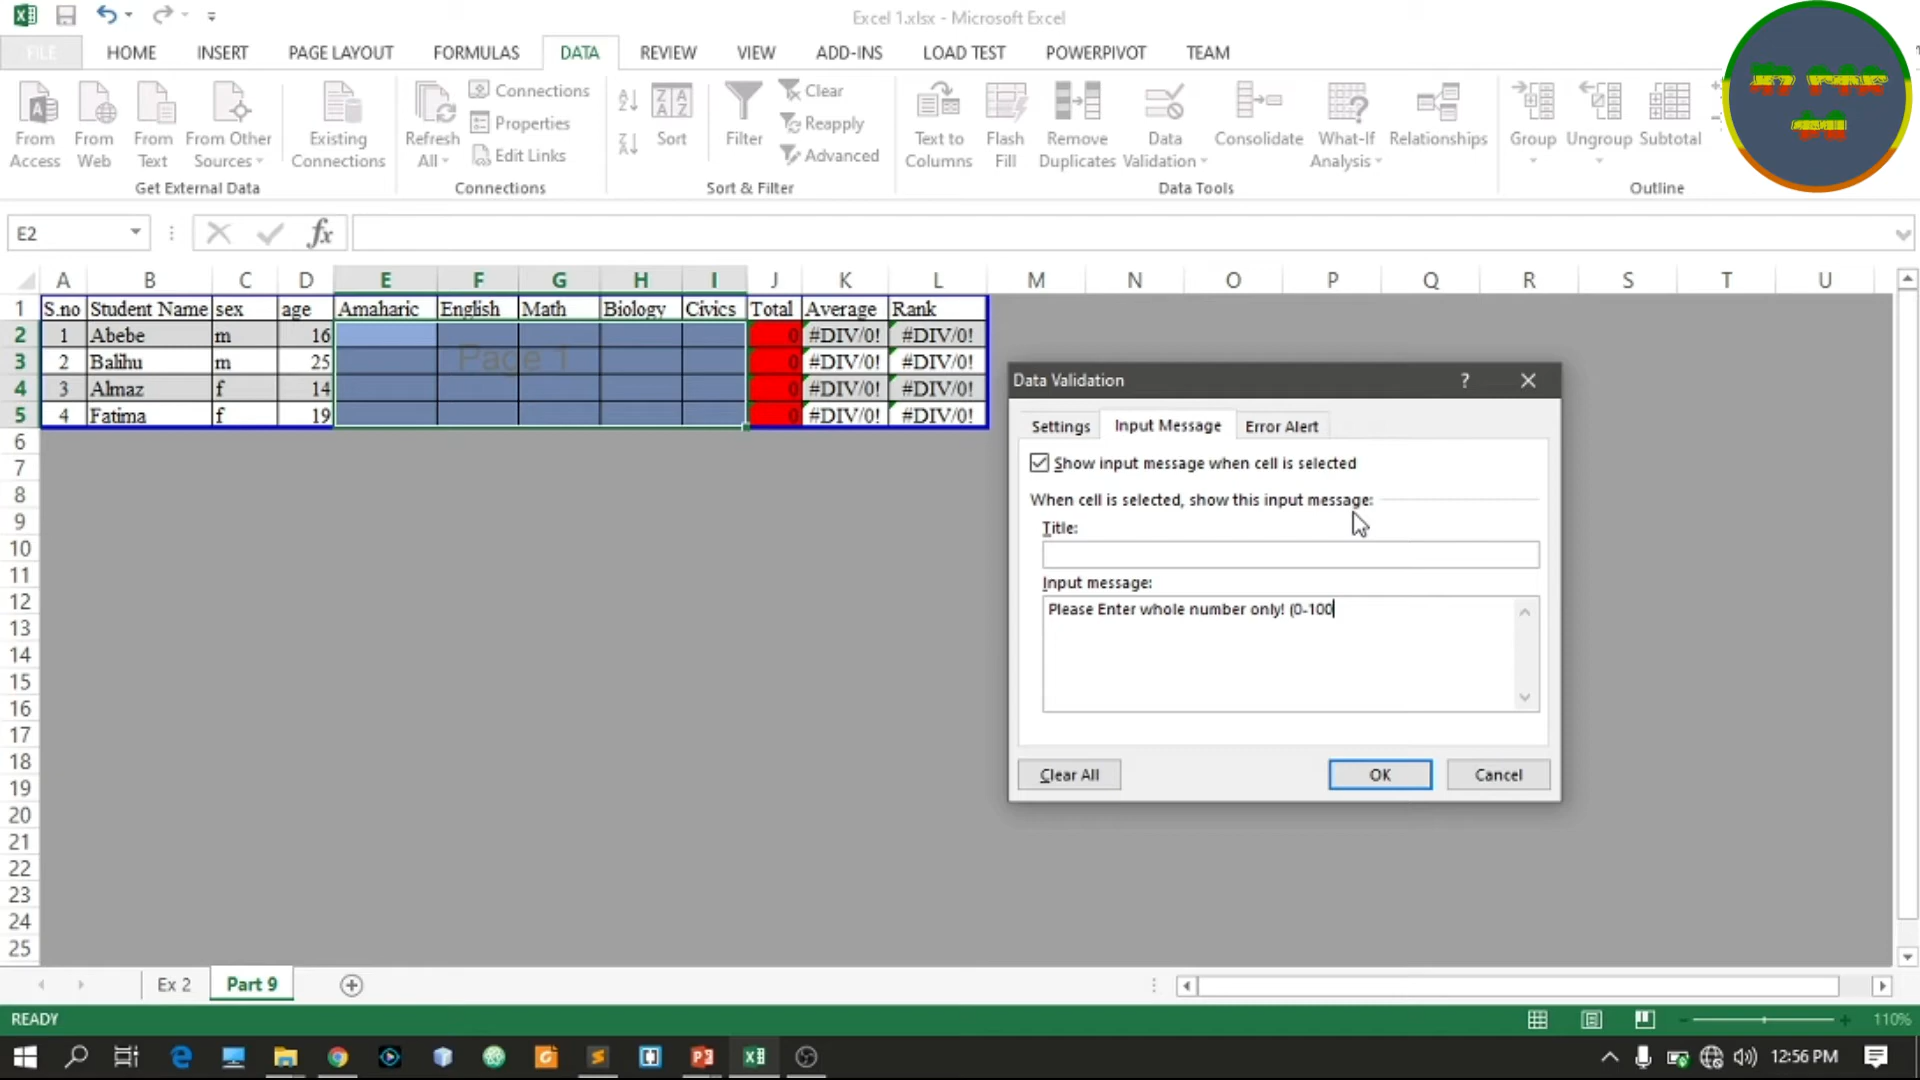 Excel 1.xlsx - Microsoft Excel
FILE HOME INSERT PAGE LAYOUT FORMULAS DATA REVIEW VIEW ADD-INS LOAD TEST POWERPIVOT TEAM
From Access
From Web
From Text
From Other Sources
Existing Connections
Get External Data
Refresh All
Connections
Properties
Edit Links
Connections
Sort
Filter
Clear
Reapply
Advanced
Sort & Filter
Text to Columns
Flash Fill
Remove Duplicates
Data Validation
Consolidate
What-If Analysis
Relationships
Data Tools
Group
Ungroup
Subtotal
Outline
E2
fx
A B C D E F G H I J K L M N O P Q R S T U
1 S.no Student Name sex age Amaharic English Math Biology Civics Total Average Rank
2 1 Abebe m 16 0 #DIV/0! #DIV/0!
3 2 Balihu m 25 0 #DIV/0! #DIV/0!
4 3 Almaz f 14 0 #DIV/0! #DIV/0!
5 4 Fatima f 19 0 #DIV/0! #DIV/0!
Page 1
6
7
8
9
10
11
12
13
14
15
16
17
18
19
20
21
22
23
24
25
Data Validation ?
Settings Input Message Error Alert
Show input message when cell is selected
When cell is selected, show this input message:
Title:
Input message:
Please Enter whole number only! (0-100
Clear All OK Cancel
Ex 2 Part 9
READY
110%
12:56 PM